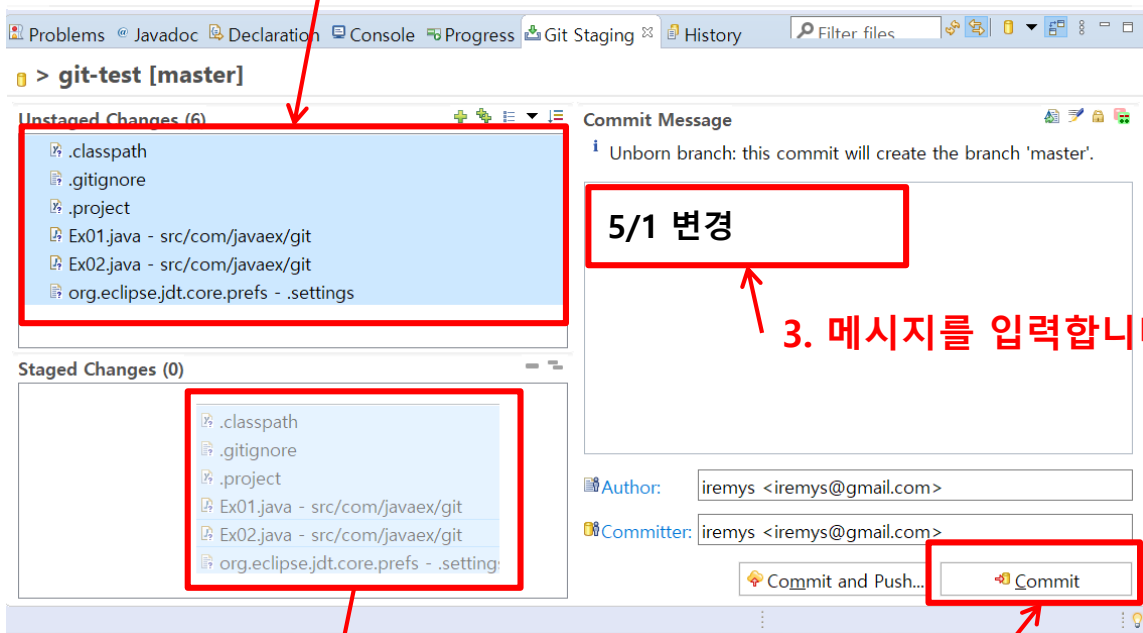 Problems @ Javadoc Declaration Console Progress Git Staging History Filter files
> git-test [master]
Unstaged Changes (6)
.classpath
.gitignore
.project
Ex01.java - src/com/javaex/git
Ex02.java - src/com/javaex/git
org.eclipse.jdt.core.prefs - .settings
Staged Changes (0)
.classpath
.gitignore
.project
Ex01.java - src/com/javaex/git
Ex02.java - src/com/javaex/git
org.eclipse.jdt.core.prefs - .setting
Commit Message
Unborn branch: this commit will create the branch 'master'.
5/1 변경
3. 메시지를 입력합니
Author: iremys <iremys@gmail.com>
Committer: iremys <iremys@gmail.com>
Commit and Push... Commit